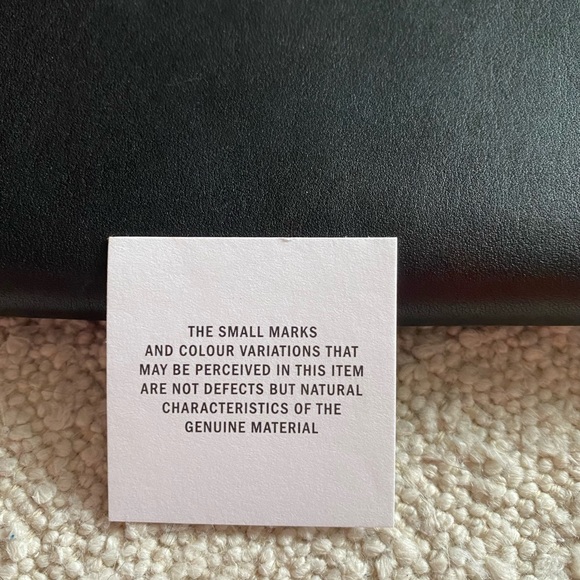 THE SMALL MARKS
AND COLOUR VARIATIONS THAT
MAY BE PERCEIVED IN THIS ITEM
ARE NOT DEFECTS BUT NATURAL
CHARACTERISTICS OF THE
GENUINE MATERIAL